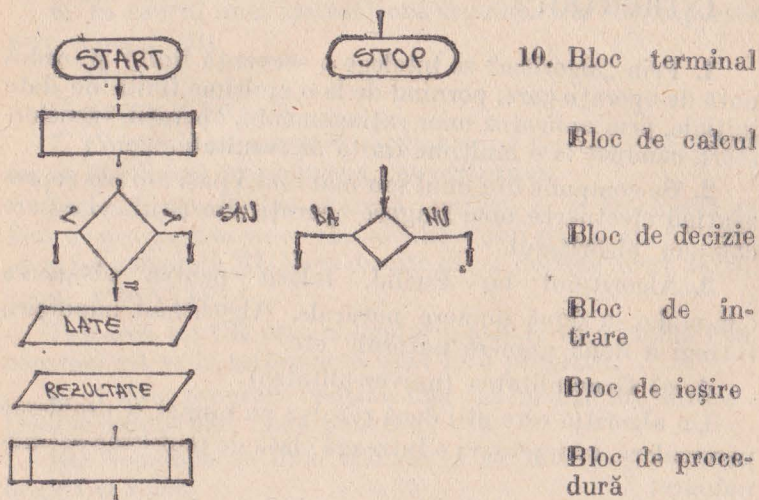 START
STOP
10. Bloc terminal
Bloc de calcul
< > SAU DA NU
=
Bloc de decizie
DATE
Bloc de in-
trare
REZULTATE
Bloc de ieșire
Bloc de proce-
dură